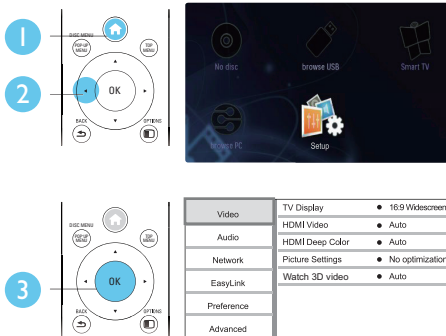 1
DISC MENU
POP-UP MENU
TOP MENU
2
OK
BACK
OPTIONS
No disc
browse USB
Smart TV
browse PC
Setup
DISC MENU
POP-UP MENU
TOP MENU
3
OK
BACK
OPTIONS
Video
Audio
Network
EasyLink
Preference
Advanced
TV Display • 16:9 Widescreen
HDMI Video • Auto
HDMI Deep Color • Auto
Picture Settings • No optimization
Watch 3D video • Auto